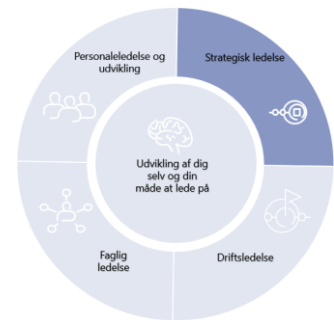 Personaleledelse og
udvikling
Strategisk ledelse
Udvikling af dig
selv og din
måde at lede på
Faglig
ledelse
Driftsledelse